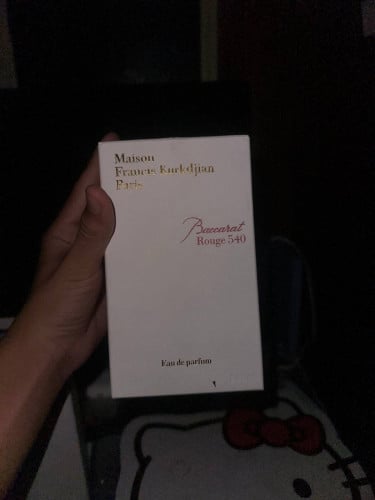 Maison
Francis Kurkdjian
Paris
Baccarat
Rouge 540
Eau de parfum